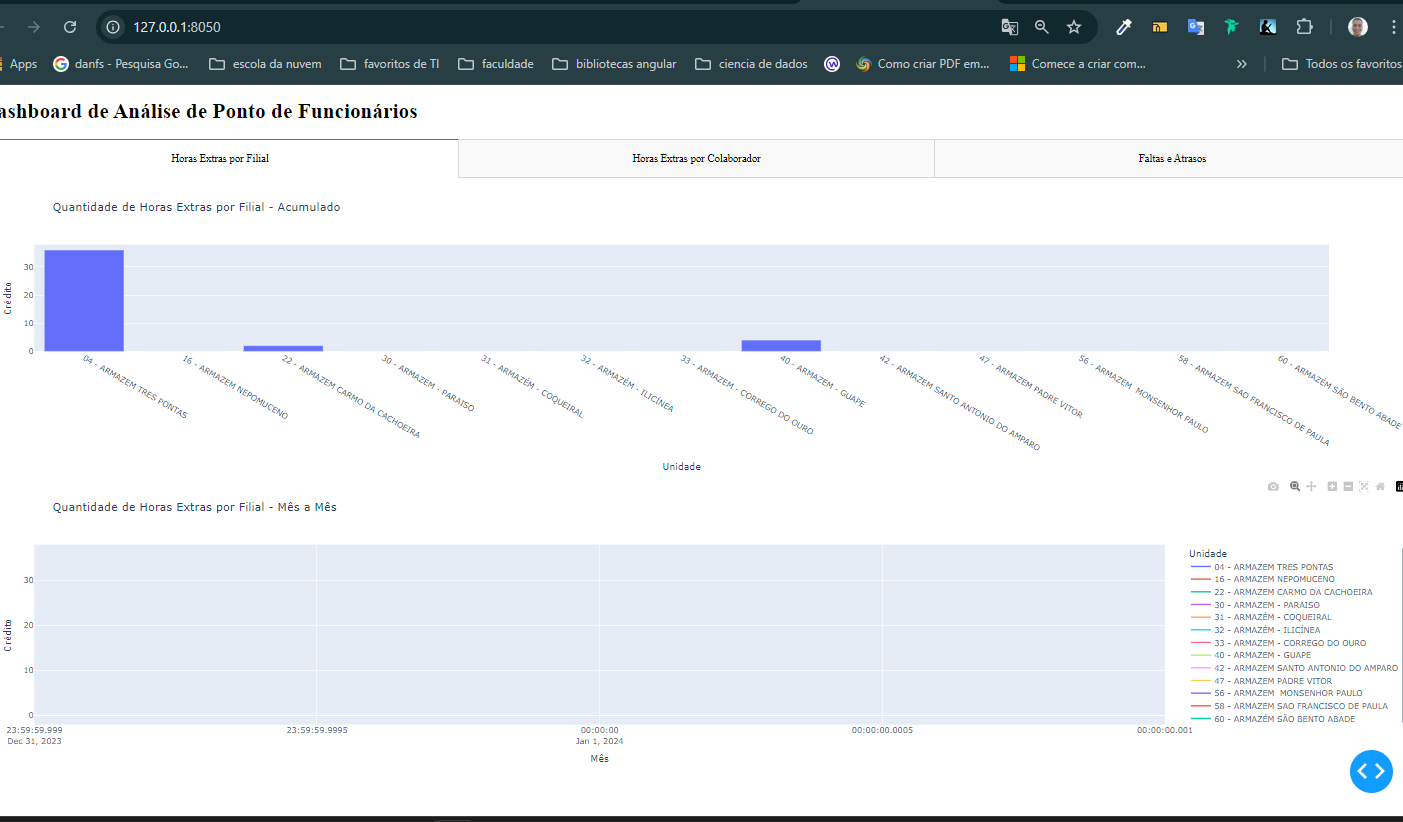 127.0.0.1:8050
Apps
danfs - Pesquisa Go...
escola da nuvem
favoritos de TI
faculdade
bibliotecas angular
ciencia de dados
Como criar PDF em...
Comece a criar com...
»
Todos os favoritos
ashboard de Análise de Ponto de Funcionários
Horas Extras por Filial
Horas Extras por Colaborador
Faltas e Atrasos
Quantidade de Horas Extras por Filial - Acumulado
Crédito
30
20
10
0
04 - ARMAZEM TRES PONTAS
16 - ARMAZEM NEPOMUCENO
22 - ARMAZEM CARMO DA CACHOEIRA
30 - ARMAZEM - PARAISO
31 - ARMAZÉM - COQUEIRAL
32 - ARMAZÉM - ILICÍNEA
33 - ARMAZEM - CORREGO DO OURO
40 - ARMAZEM - GUAPE
42 - ARMAZEM SANTO ANTONIO DO AMPARO
47 - ARMAZEM PADRE VITOR
56 - ARMAZEM  MONSENHOR PAULO
58 - ARMAZEM SAO FRANCISCO DE PAULA
60 - ARMAZÉM SÃO BENTO ABADE
Unidade
Quantidade de Horas Extras por Filial - Mês a Mês
Crédito
30
20
10
0
23:59:59.999
Dec 31, 2023
23:59:59.9995
00:00:00
Jan 1, 2024
00:00:00.0005
00:00:00.001
Mês
Unidade
04 - ARMAZEM TRES PONTAS
16 - ARMAZEM NEPOMUCENO
22 - ARMAZEM CARMO DA CACHOEIRA
30 - ARMAZEM - PARAISO
31 - ARMAZÉM - COQUEIRAL
32 - ARMAZÉM - ILICÍNEA
33 - ARMAZEM - CORREGO DO OURO
40 - ARMAZEM - GUAPE
42 - ARMAZEM SANTO ANTONIO DO AMPARO
47 - ARMAZEM PADRE VITOR
56 - ARMAZEM  MONSENHOR PAULO
58 - ARMAZEM SAO FRANCISCO DE PAULA
60 - ARMAZÉM SÃO BENTO ABADE